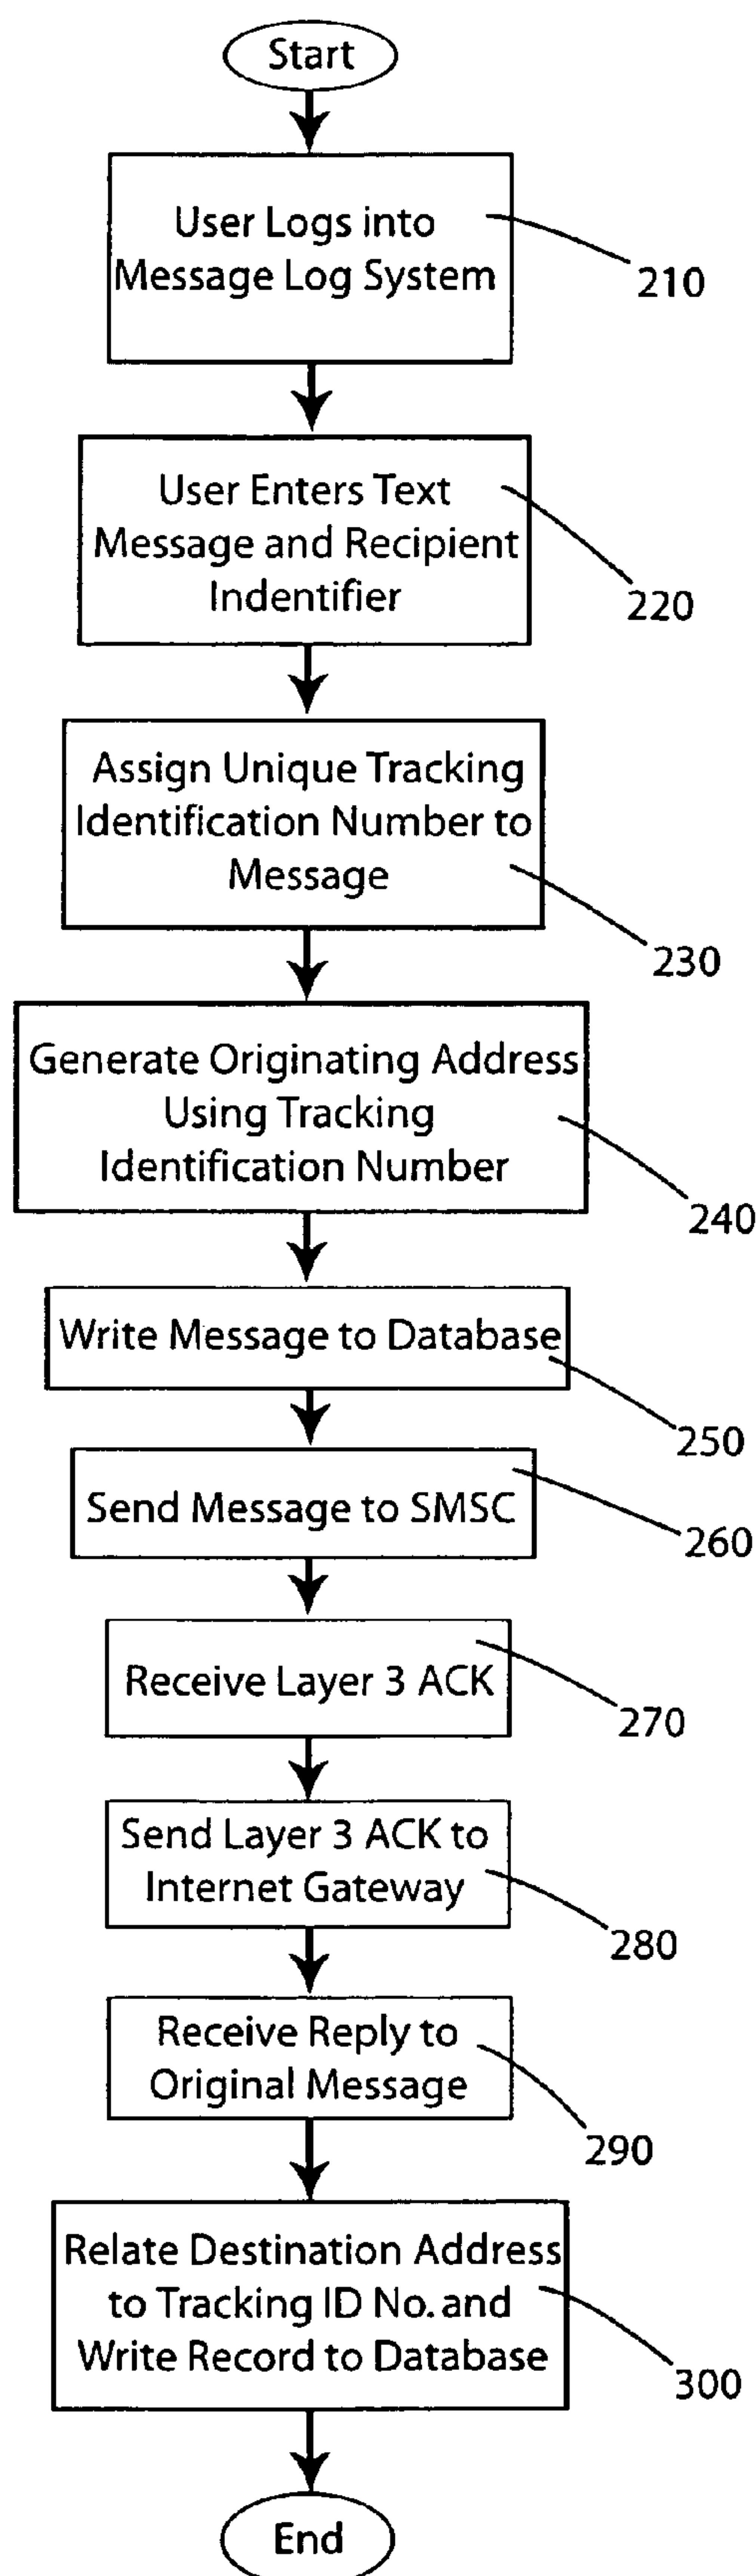 Start
User Logs into
Message Log System
210
User Enters Text
Message and Recipient
Indentifier
220
Assign Unique Tracking
Identification Number to
Message
230
Generate Originating Address
Using Tracking
Identification Number
240
Write Message to Database
250
Send Message to SMSC
260
Receive Layer 3 ACK
270
Send Layer 3 ACK to
Internet Gateway
280
Receive Reply to
Original Message
290
Relate Destination Address
to Tracking ID No. and
Write Record to Database
300
End